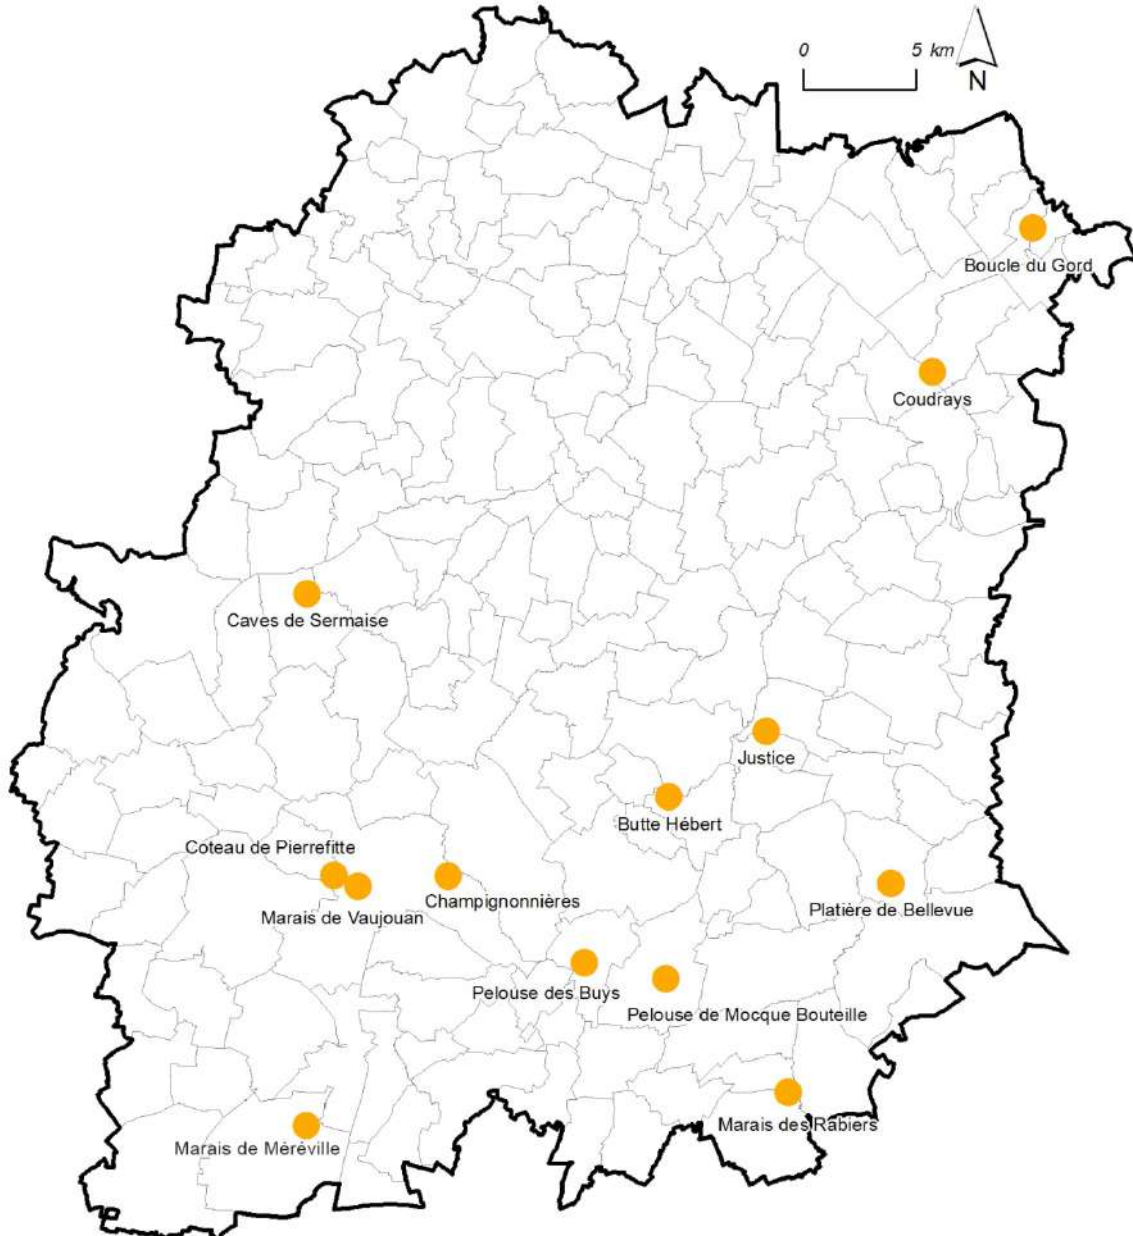 0 5 km
N
Boucle du Gord
Coudrays
Caves de Sermaise
Justice
Butte Hébert
Coteau de Pierrefitte
Champignonnières
Marais de Vaujouan
Platière de Bellevue
Pelouse des Buys
Pelouse de Mocque Bouteille
Marais des Rabiers
Marais de Méréville